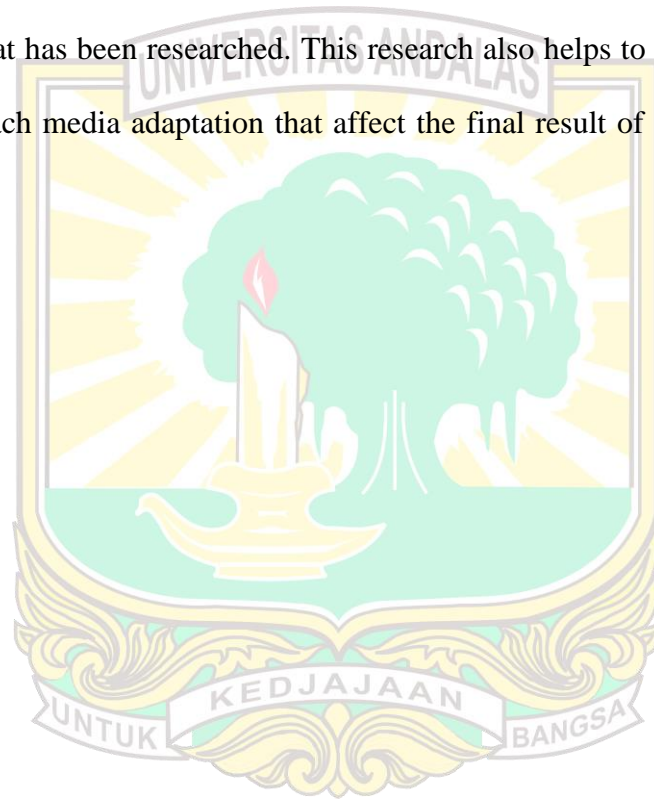 at has been researched. This research also helps to
UNIVERSITAS ANDALAS
ch media adaptation that affect the final result of
UNTUK KEDJAJAAN BANGSA